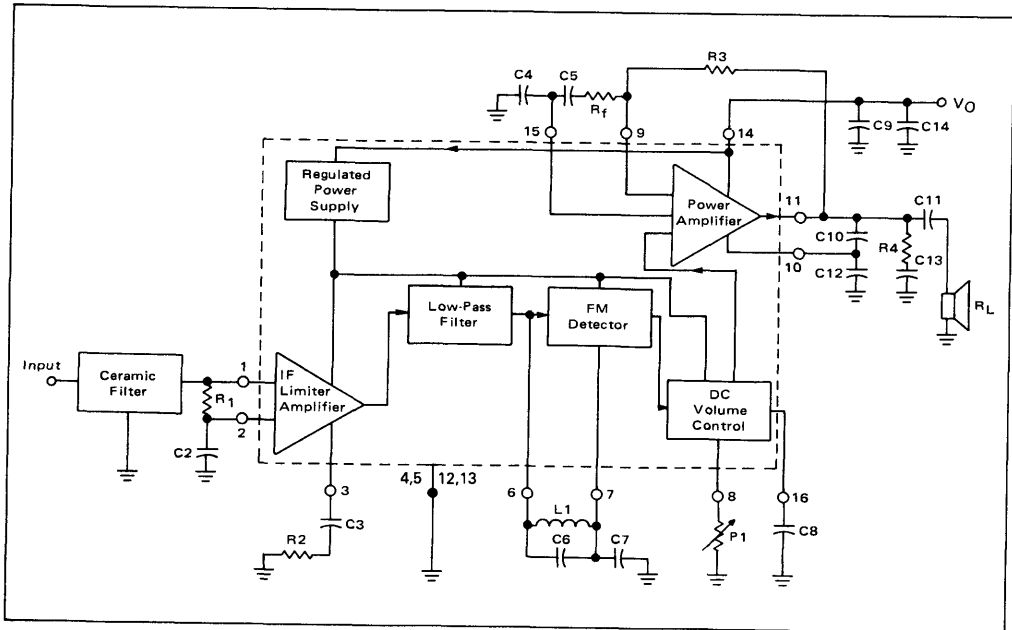 R3
C4
C5
Rf
VO
C9
C14
15
9
14
Regulated
Power
Supply
Power
Amplifier
11
C11
C10
R4
10
C12
C13
RL
Low-Pass
Filter
FM
Detector
Input
Ceramic
Filter
1
R1
2
C2
IF
Limiter
Amplifier
DC
Volume
Control
4,5
12,13
3
6
7
8
16
C3
L1
R2
C6
C7
P1
C8